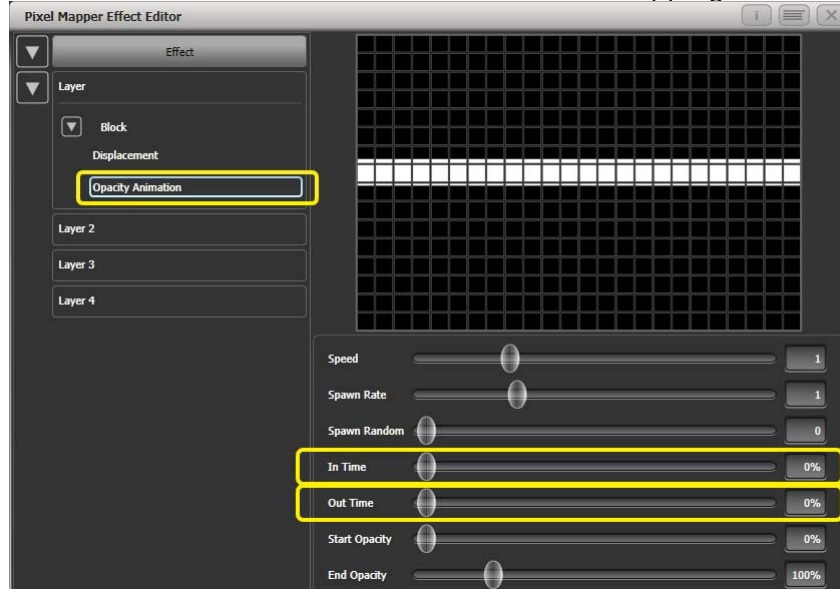 Pixel Mapper Effect Editor
Effect
Layer
Block
Displacement
Opacity Animation
Layer 2
Layer 3
Layer 4
Speed 1
Spawn Rate 1
Spawn Random 0
In Time 0%
Out Time 0%
Start Opacity 0%
End Opacity 100%